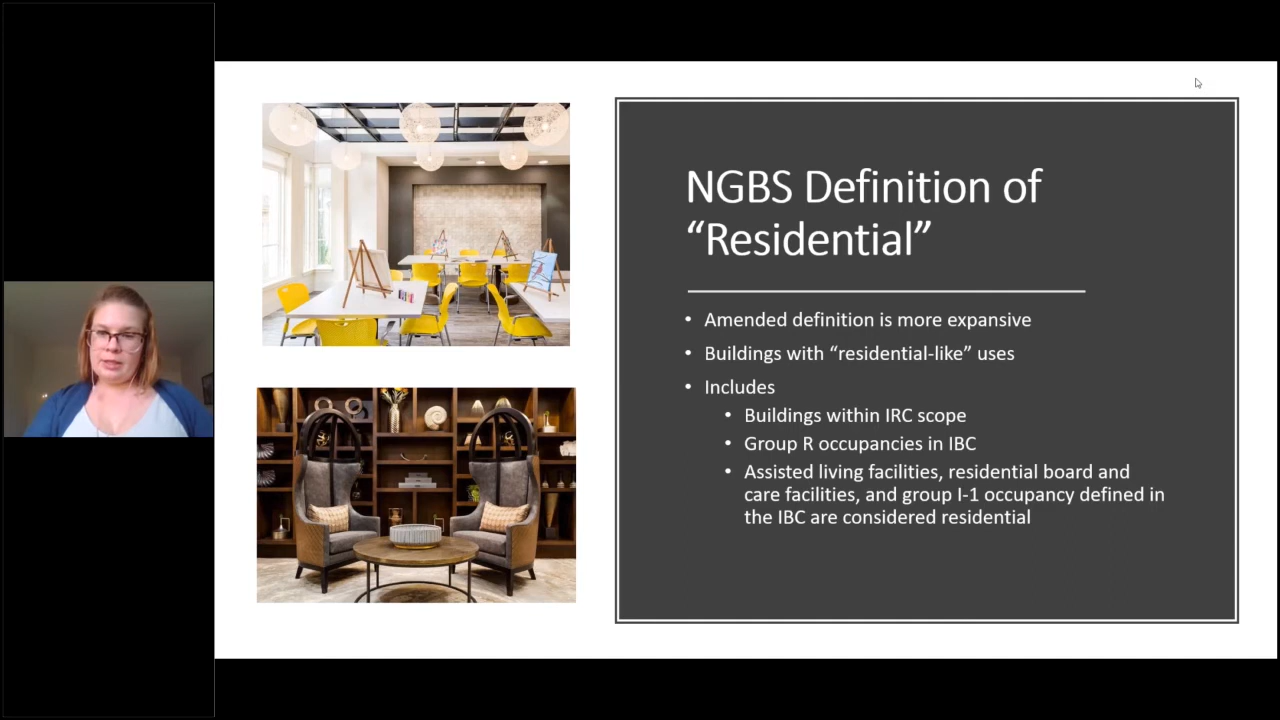 NGBS Definition of
“Residential”
• Amended definition is more expansive
• Buildings with “residential-like” uses
• Includes
• Buildings within IRC scope
• Group R occupancies in IBC
• Assisted living facilities, residential board and
care facilities, and group I-1 occupancy defined in
the IBC are considered residential